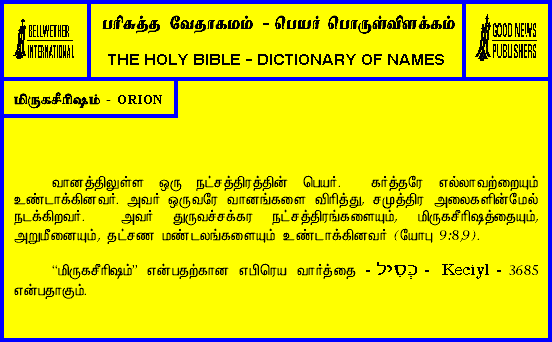 BELLWETHER
INTERNATIONAL
பரிசுத்த வேதாகமம் - பெயர் பொருள்விளக்கம்
THE HOLY BIBLE - DICTIONARY OF NAMES
GOOD NEWS
PUBLISHERS
மிருகசீரிஷம் - ORION
வானத்திலுள்ள ஒரு நட்சத்திரத்தின் பெயர். கர்த்தரே எல்லாவற்றையும்
உண்டாக்கினவர். அவர் ஒருவரே வானங்களை விரித்து, சமுத்திர அலைகளின்மேல்
நடக்கிறவர். அவர் துருவச்சக்கர நட்சத்திரங்களையும், மிருகசீரிஷத்தையும்,
அறுமீனையும், தட்சண மண்டலங்களையும் உண்டாக்கினவர் (யோபு 9:8,9).
“மிருகசீரிஷம்” என்பதற்கான எபிரெய வார்த்தை - כְּסִיל - Keciyl - 3685
என்பதாகும்.